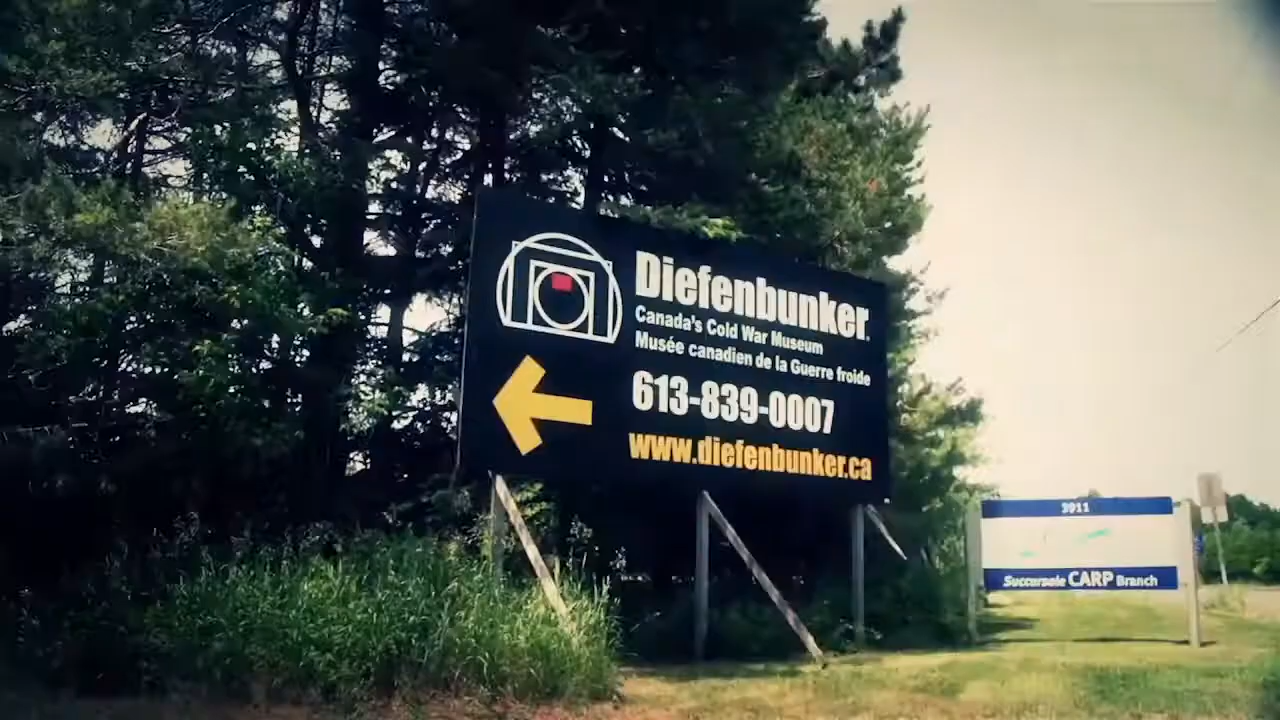 Diefenbunker.
Canada's Cold War Museum
Musée canadien de la Guerre froide
613-839-0007
www.diefenbunker.ca
3911
Succursale CARP Branch